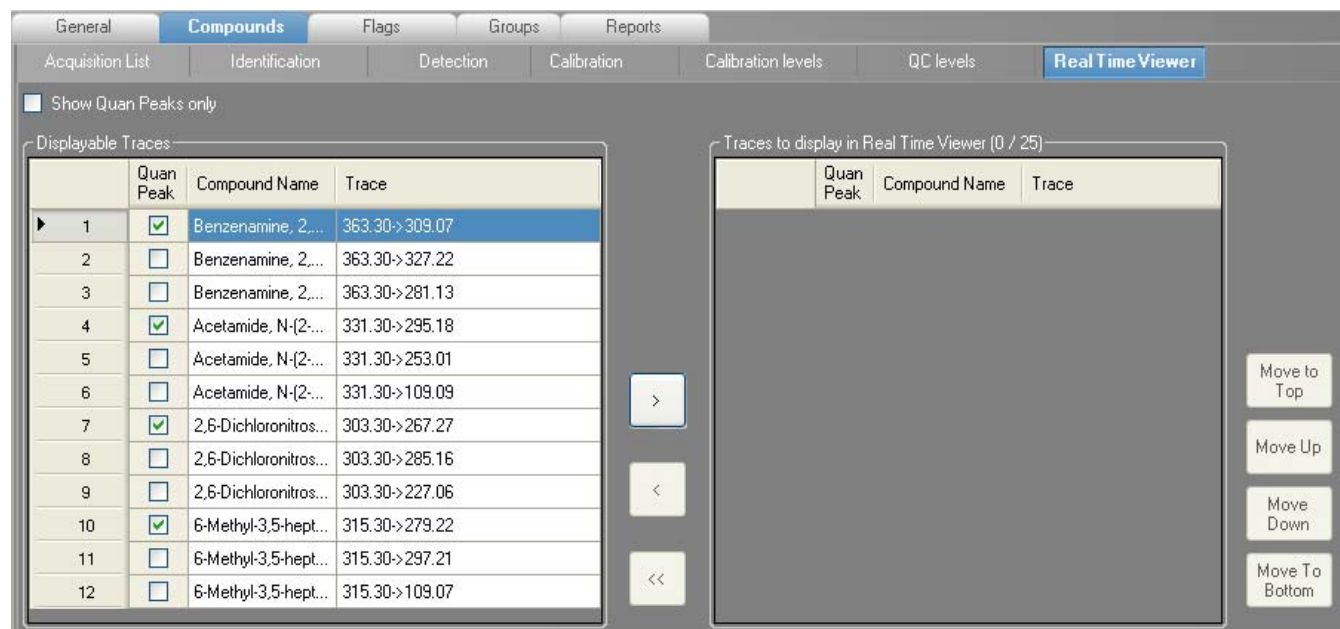 General Compounds Flags Groups Reports
Acquisition List Identification Detection Calibration Calibration levels QC levels Real Time Viewer
Show Quan Peaks only
Displayable Traces
Quan Peak Compound Name Trace
1 Benzenamine, 2,... 363.30->309.07
2 Benzenamine, 2,... 363.30->327.22
3 Benzenamine, 2,... 363.30->281.13
4 Acetamide, N-(2-... 331.30->295.18
5 Acetamide, N-(2-... 331.30->253.01
6 Acetamide, N-(2-... 331.30->109.09
7 2,6-Dichloronitros... 303.30->267.27
8 2,6-Dichloronitros... 303.30->285.16
9 2,6-Dichloronitros... 303.30->227.06
10 6-Methyl-3,5-hept... 315.30->279.22
11 6-Methyl-3,5-hept... 315.30->297.21
12 6-Methyl-3,5-hept... 315.30->109.07
>
<
<<
Traces to display in Real Time Viewer (0 / 25)
Quan Peak Compound Name Trace
Move to
Top
Move Up
Move
Down
Move To
Bottom